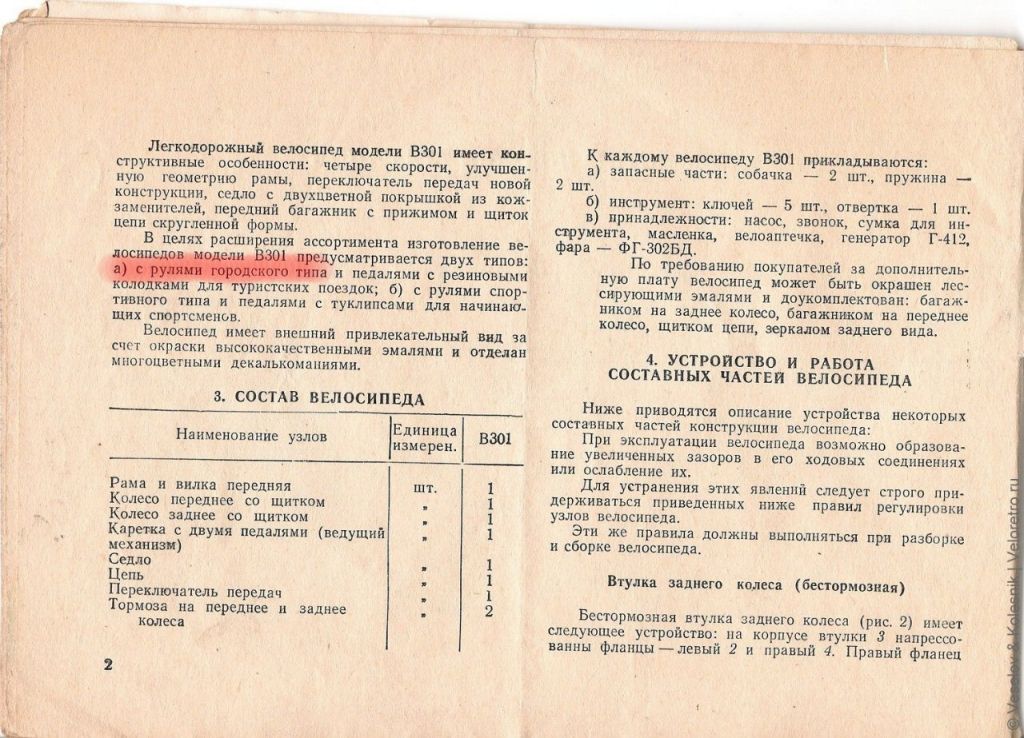 Легкодорожный велосипед модели В301 имеет кон-
структивные особенности: четыре скорости, улучшен-
ную геометрию рамы, переключатель передач новой
конструкции, седло с двухцветной покрышкой из кож-
заменителей, передний багажник с прижимом и щиток
цепи скругленной формы.
В целях расширения ассортимента изготовление ве-
лосипедов модели В301 предусматривается двух типов:
а) с рулями городского типа и педалями с резиновыми
колодками для туристских поездок; б) с рулями спор-
тивного типа и педалями с туклипсами для начинаю-
щих спортсменов.
Велосипед имеет внешний привлекательный вид за
счет окраски высококачественными эмалями и отделан
многоцветными декалькоманиями.
3. СОСТАВ ВЕЛОСИПЕДА
Наименование узлов Единица измерен. В301
Рама и вилка передняя шт. 1
Колесо переднее со щитком „ 1
Колесо заднее со щитком „ 1
Каретка с двумя педалями (ведущий „ 1
механизм)
Седло „ 1
Цепь „ 1
Переключатель передач „ 1
Тормоза на переднее и заднее „ 2
колеса
2
К каждому велосипеду В301 прикладываются:
а) запасные части: собачка — 2 шт., пружина —
2 шт.
б) инструмент: ключей — 5 шт., отвертка — 1 шт.
в) принадлежности: насос, звонок, сумка для ин-
струмента, масленка, велоаптечка, генератор Г-412,
фара — ФГ-302БД.
По требованию покупателей за дополнитель-
ную плату велосипед может быть окрашен лес-
сирующими эмалями и доукомплектован: багаж-
ником на заднее колесо, багажником на переднее
колесо, щитком цепи, зеркалом заднего вида.
4. УСТРОЙСТВО И РАБОТА
СОСТАВНЫХ ЧАСТЕЙ ВЕЛОСИПЕДА
Ниже приводятся описание устройства некоторых
составных частей конструкции велосипеда:
При эксплуатации велосипеда возможно образова-
ние увеличенных зазоров в его ходовых соединениях
или ослабление их.
Для устранения этих явлений следует строго при-
держиваться приведенных ниже правил регулировки
узлов велосипеда.
Эти же правила должны выполняться при разборке
и сборке велосипеда.
Втулка заднего колеса (бестормозная)
Бестормозная втулка заднего колеса (рис. 2) имеет
следующее устройство: на корпусе втулки 3 напрессо-
ванны фланцы — левый 2 и правый 4. Правый фланец
© Veselov & Kolesnik | Veloretro.ru